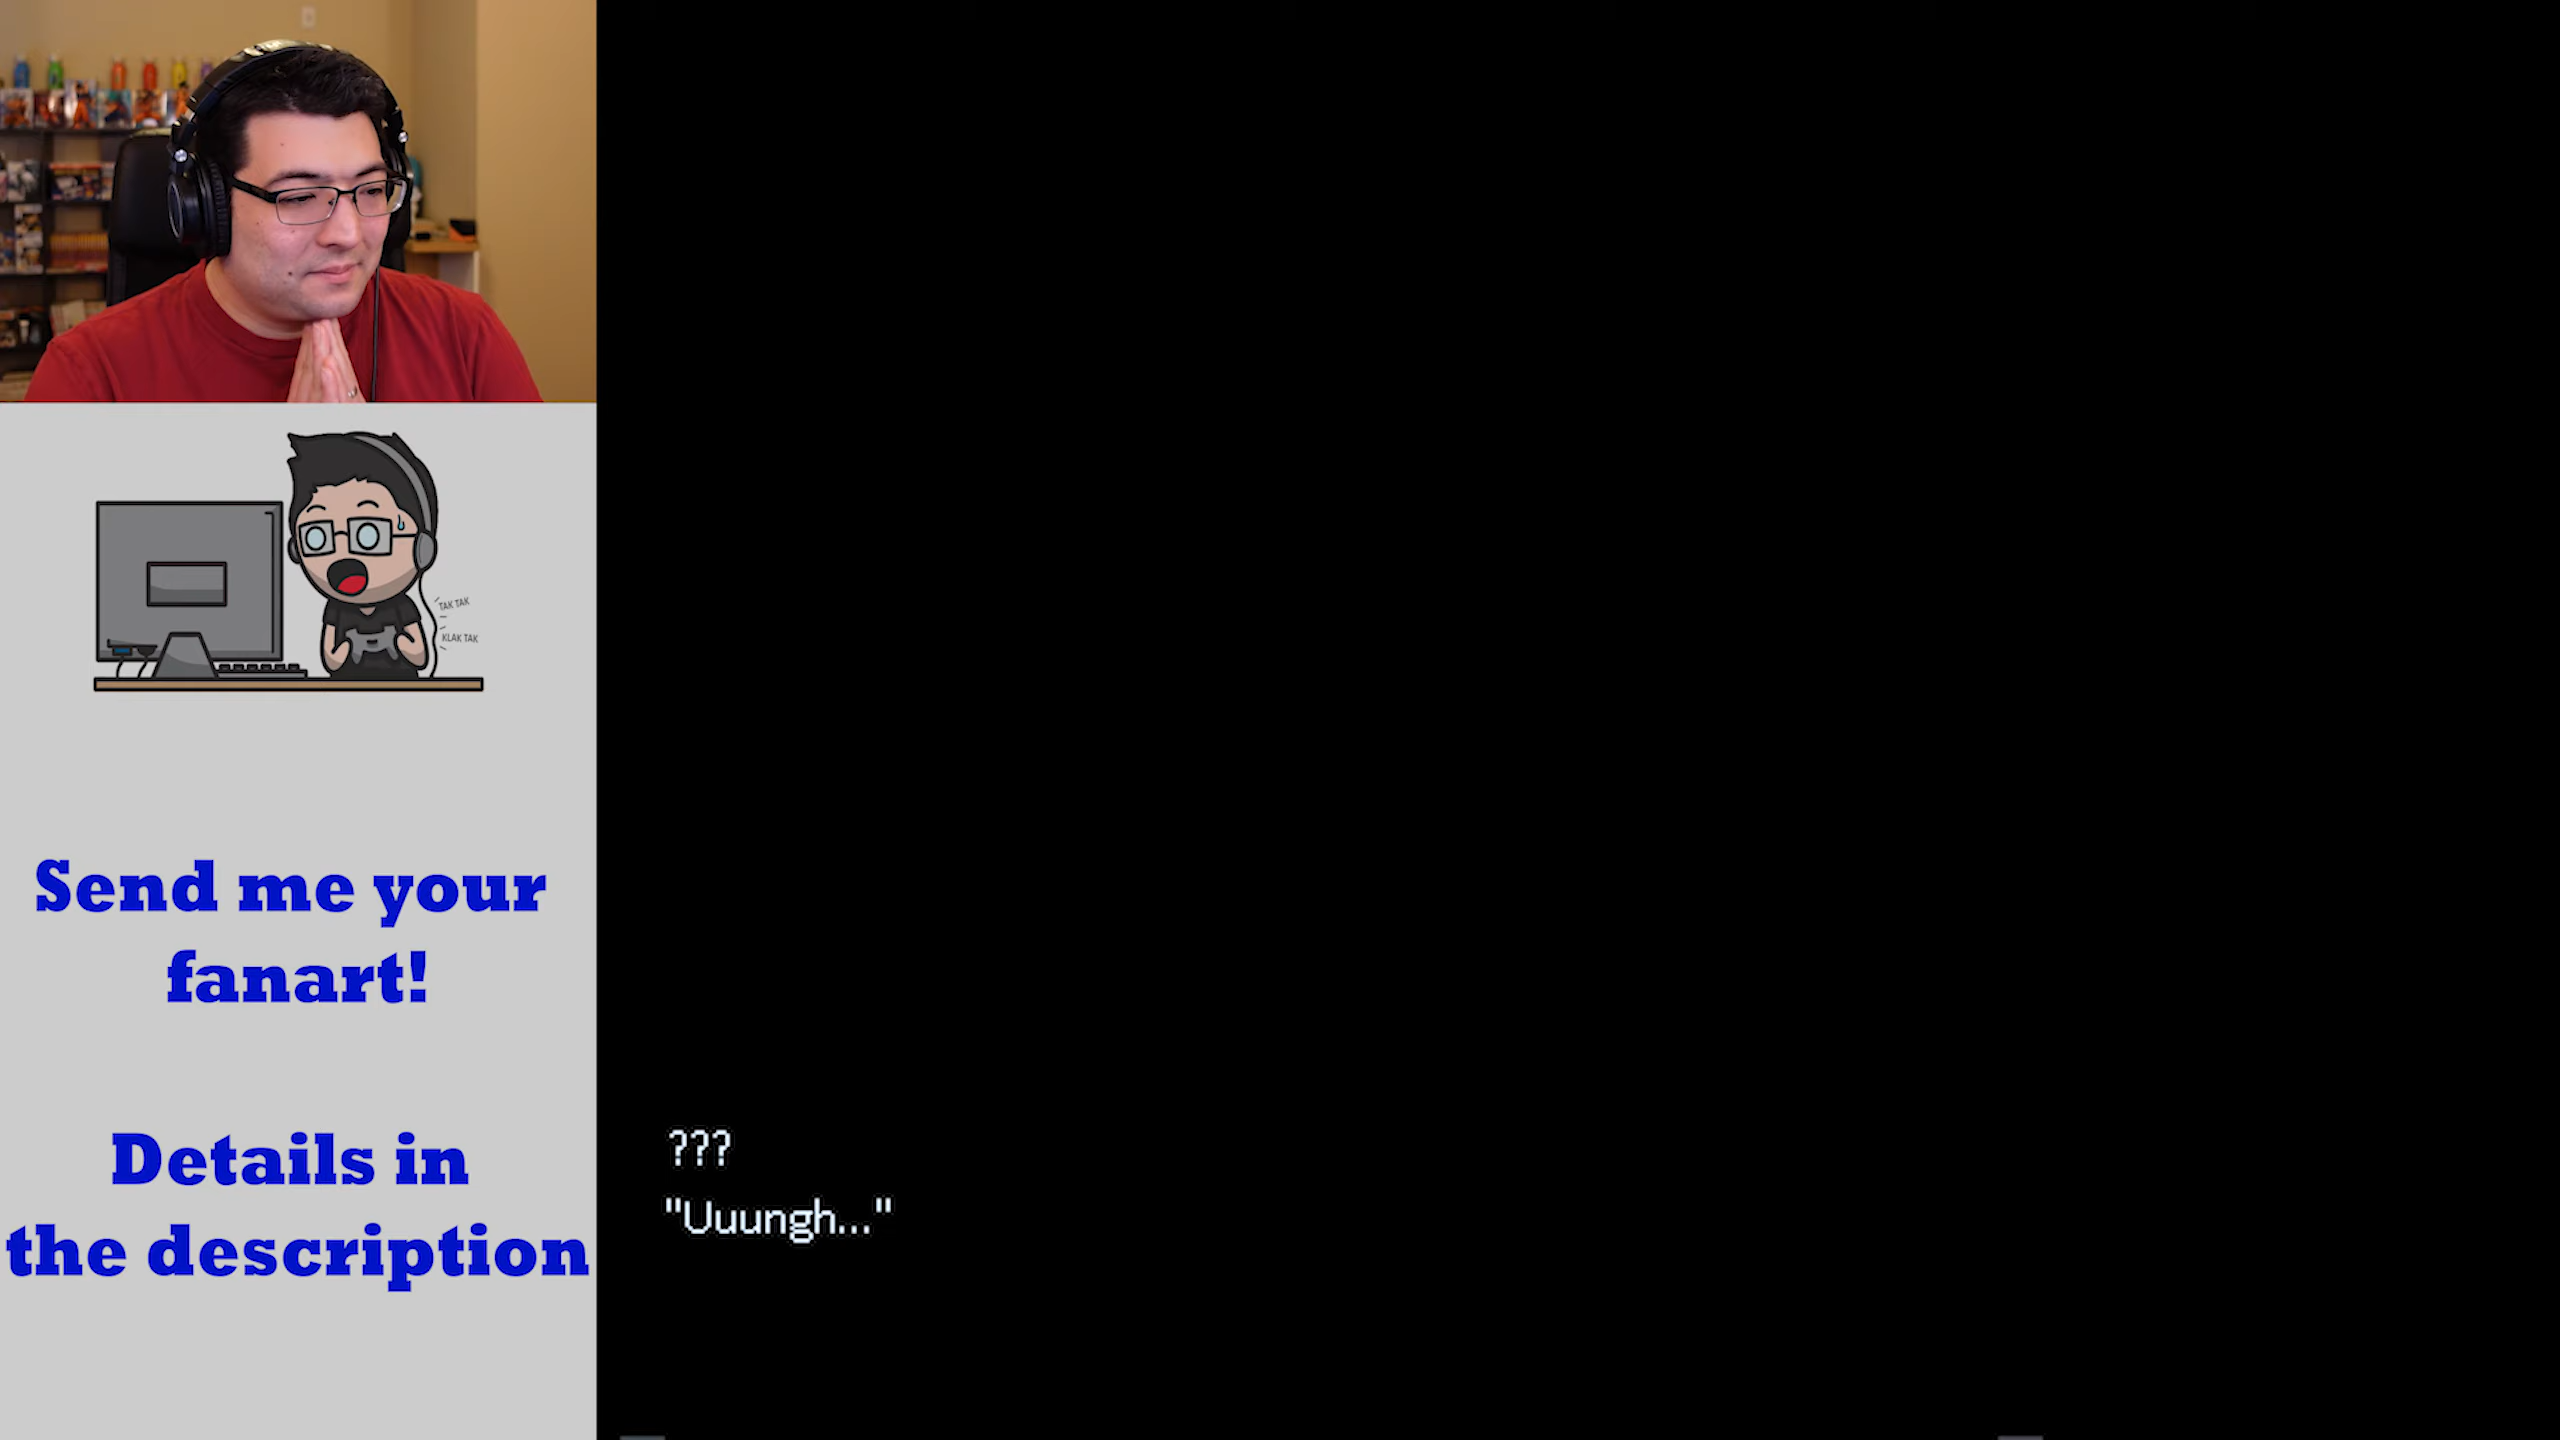 TAK TAK
KLAK TAK
Send me your
fanart!
Details in
the description
???
"Uuungh..."